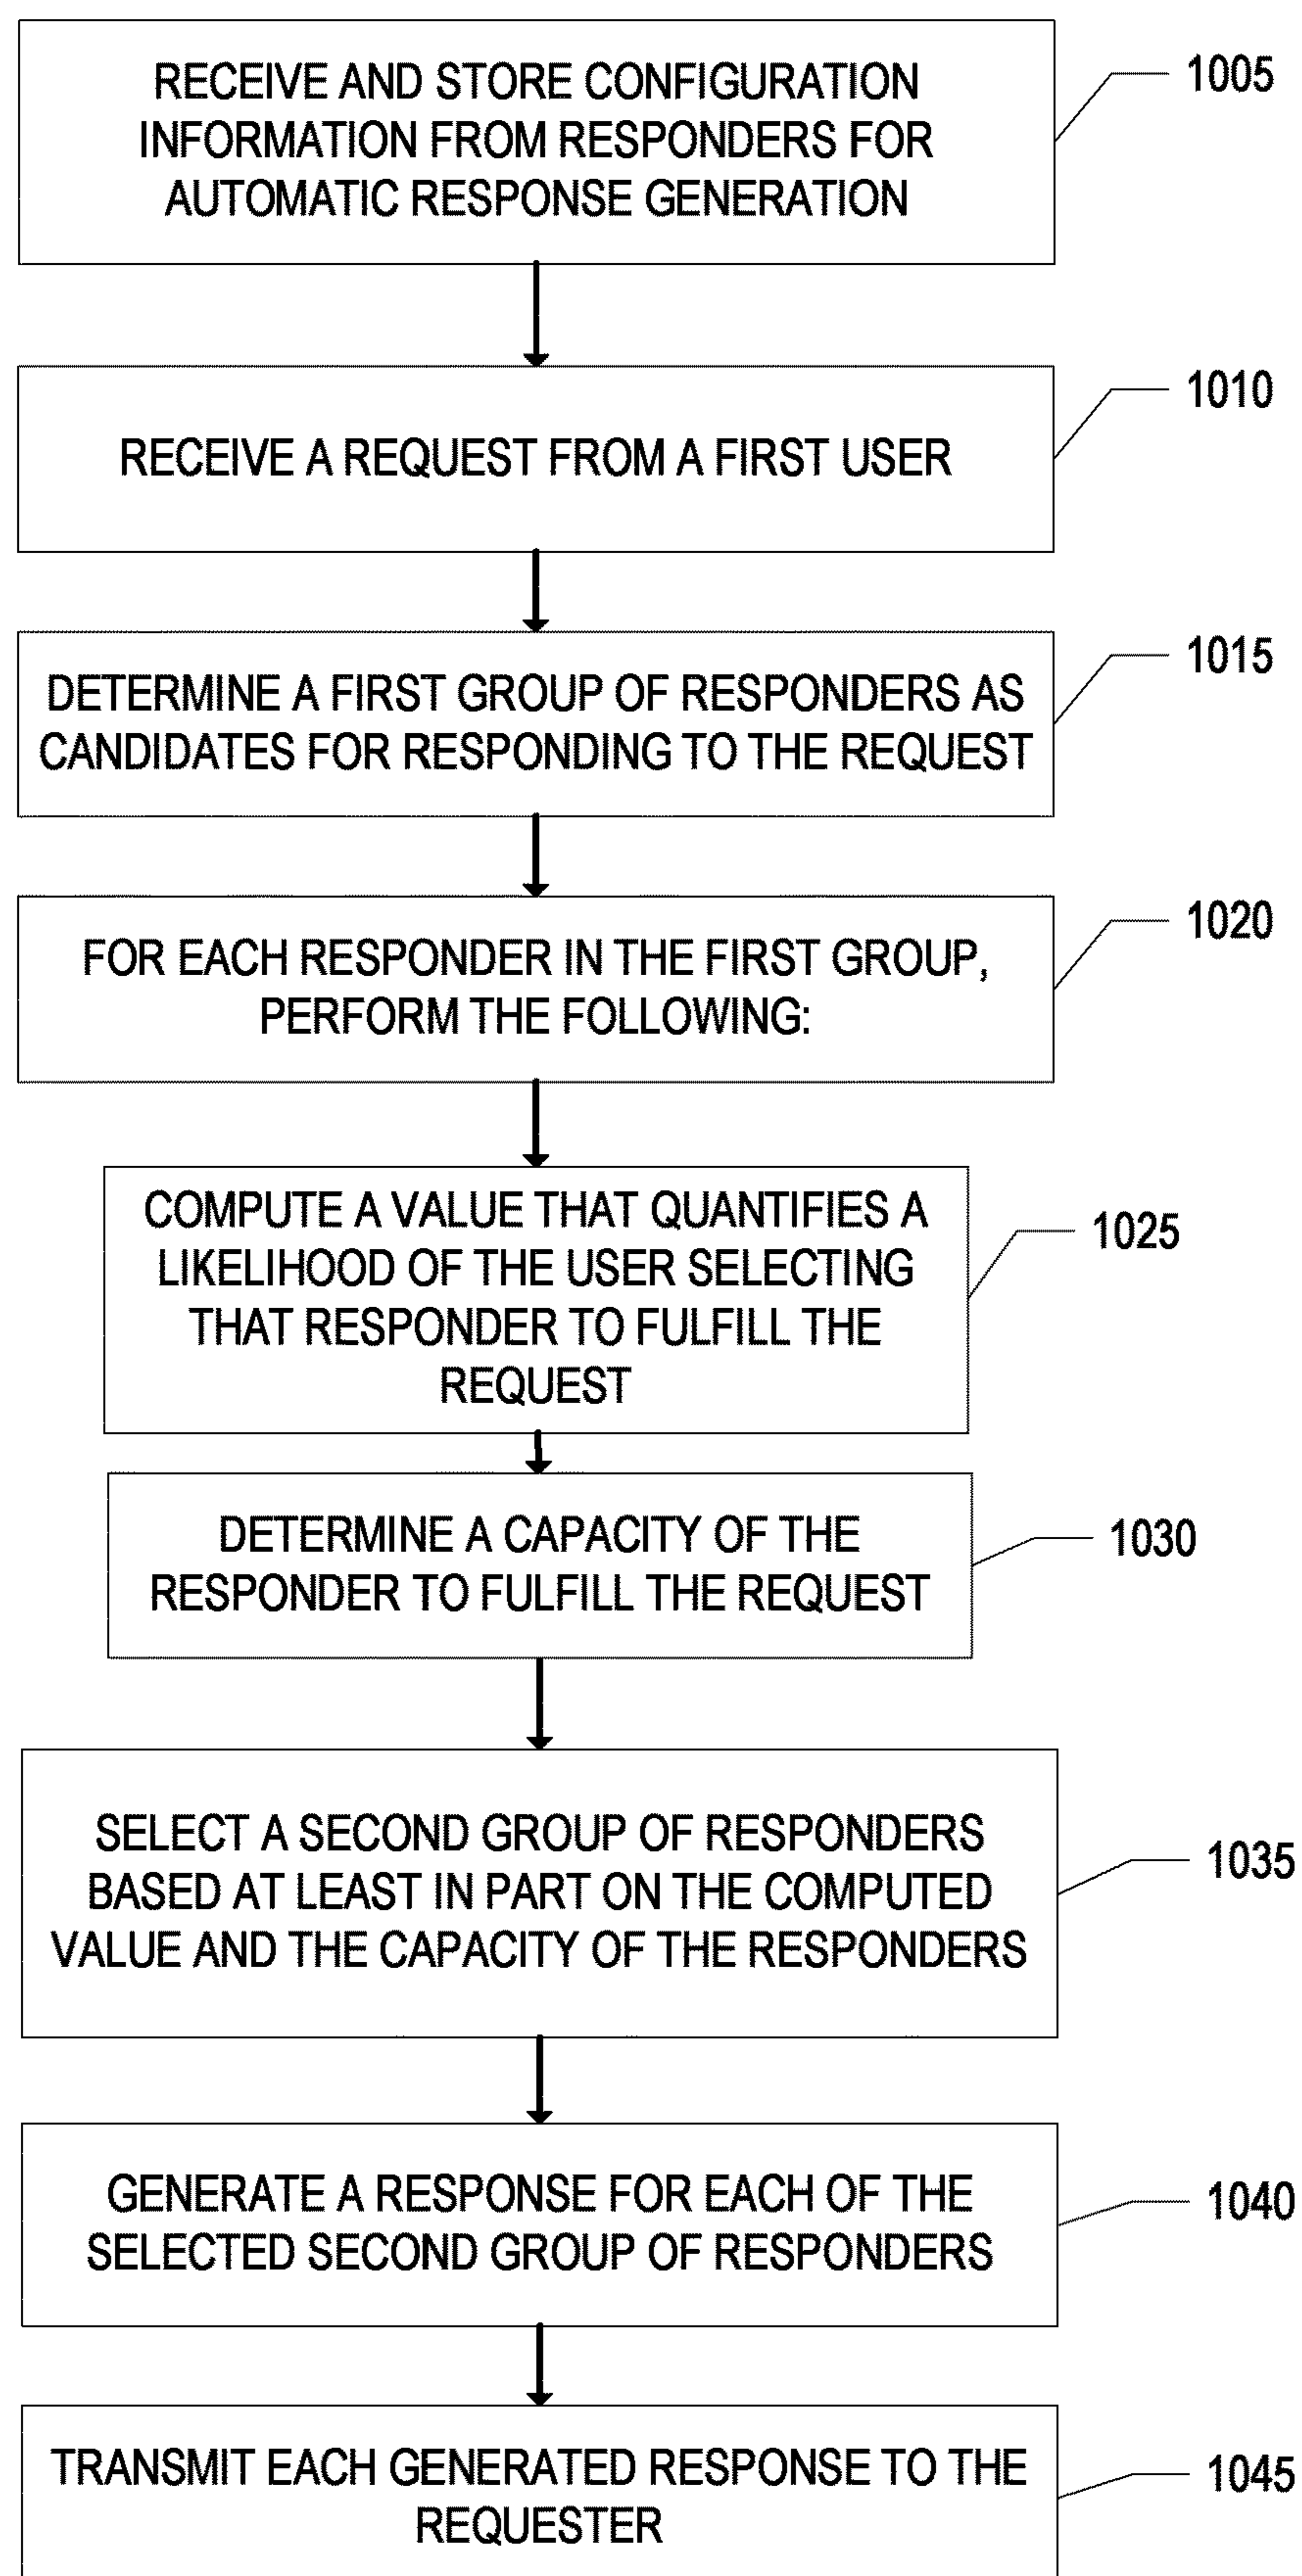 RECEIVE AND STORE CONFIGURATION
INFORMATION FROM RESPONDERS FOR
AUTOMATIC RESPONSE GENERATION
1005
RECEIVE A REQUEST FROM A FIRST USER
1010
DETERMINE A FIRST GROUP OF RESPONDERS AS
CANDIDATES FOR RESPONDING TO THE REQUEST
1015
FOR EACH RESPONDER IN THE FIRST GROUP,
PERFORM THE FOLLOWING:
1020
COMPUTE A VALUE THAT QUANTIFIES A
LIKELIHOOD OF THE USER SELECTING
THAT RESPONDER TO FULFILL THE
REQUEST
1025
DETERMINE A CAPACITY OF THE
RESPONDER TO FULFILL THE REQUEST
1030
SELECT A SECOND GROUP OF RESPONDERS
BASED AT LEAST IN PART ON THE COMPUTED
VALUE AND THE CAPACITY OF THE RESPONDERS
1035
GENERATE A RESPONSE FOR EACH OF THE
SELECTED SECOND GROUP OF RESPONDERS
1040
TRANSMIT EACH GENERATED RESPONSE TO THE
REQUESTER
1045